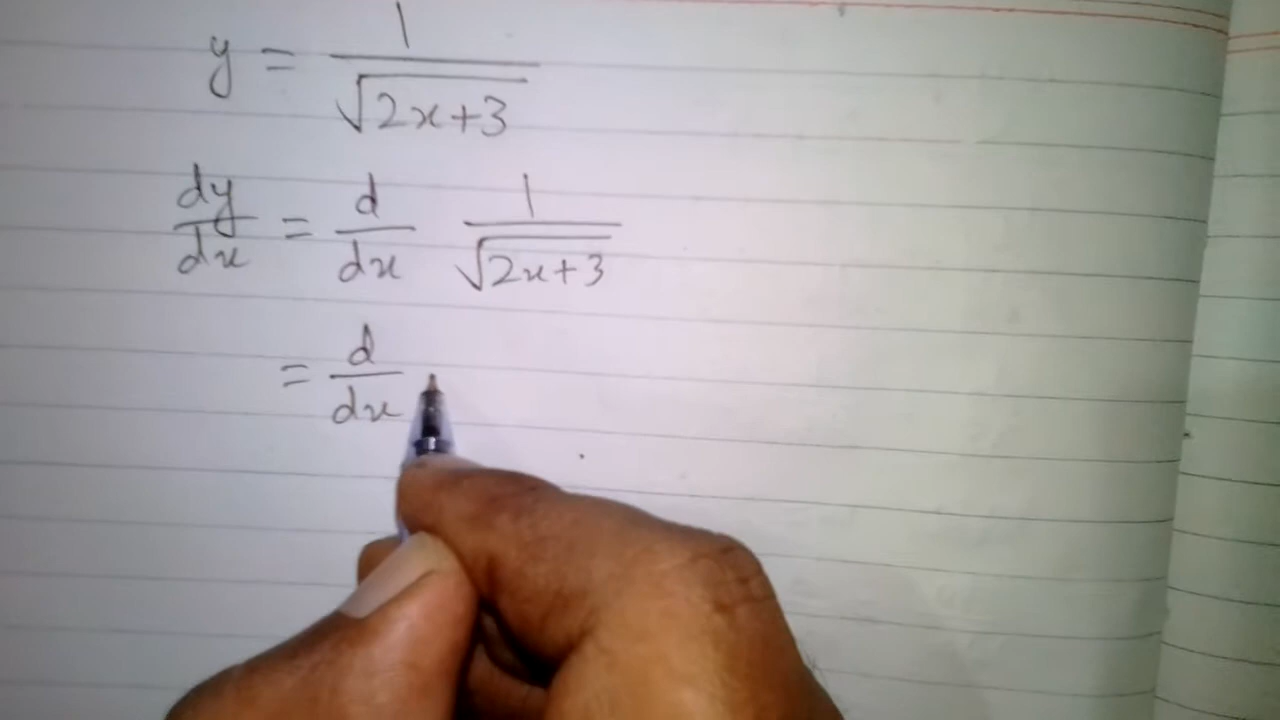 y = 1/√(2x+3)
dy/dx = d/dx 1/√(2x+3)
= d/dx